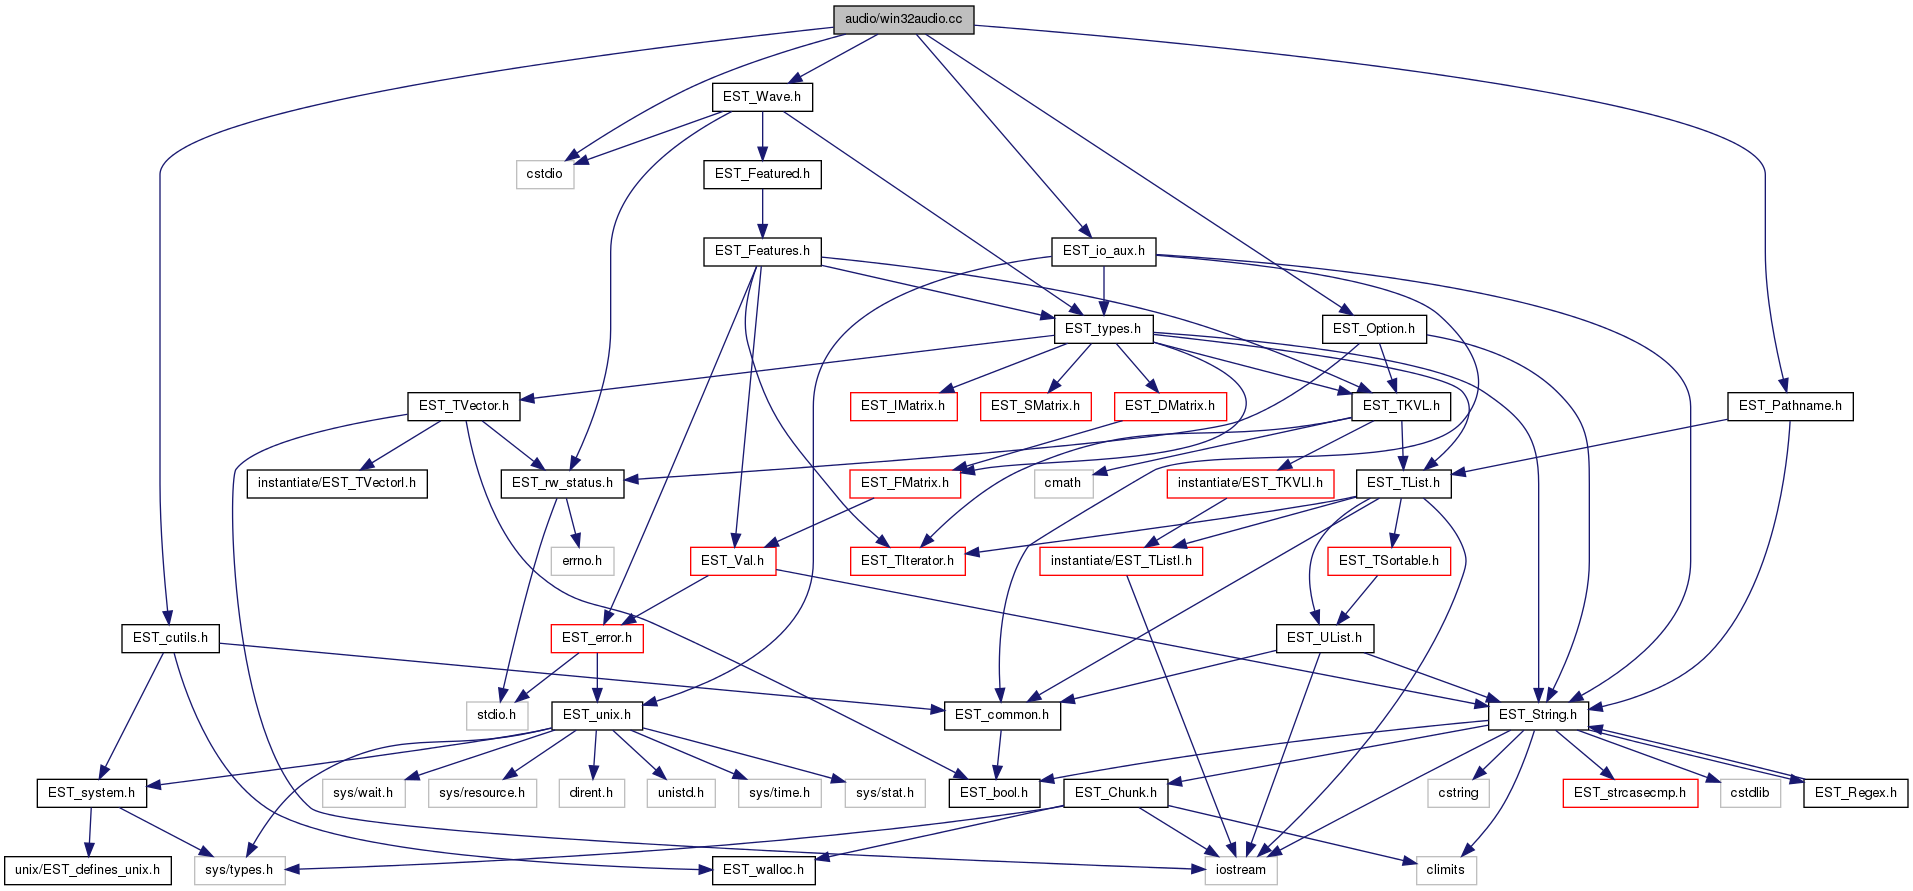 audio/win32audio.cc
EST_Wave.h
cstdio
EST_Featured.h
EST_Features.h
EST_io_aux.h
EST_types.h
EST_Option.h
EST_TVector.h
EST_IMatrix.h
EST_SMatrix.h
EST_DMatrix.h
EST_TKVL.h
EST_Pathname.h
instantiate/EST_TVectorI.h
EST_rw_status.h
EST_FMatrix.h
cmath
instantiate/EST_TKVLI.h
EST_TList.h
errno.h
EST_Val.h
EST_TIterator.h
instantiate/EST_TListI.h
EST_TSortable.h
EST_cutils.h
EST_error.h
EST_UList.h
stdio.h
EST_unix.h
EST_common.h
EST_String.h
EST_system.h
sys/wait.h
sys/resource.h
dirent.h
unistd.h
sys/time.h
sys/stat.h
EST_bool.h
EST_Chunk.h
cstring
EST_strcasecmp.h
cstdlib
EST_Regex.h
unix/EST_defines_unix.h
sys/types.h
EST_walloc.h
iostream
climits